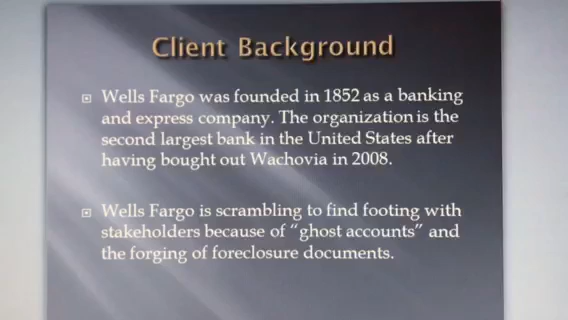 Client Background
Wells Fargo was founded in 1852 as a banking
and express company. The organization is the
second largest bank in the United States after
having bought out Wachovia in 2008.
Wells Fargo is scrambling to find footing with
stakeholders because of “ghost accounts” and
the forging of foreclosure documents.